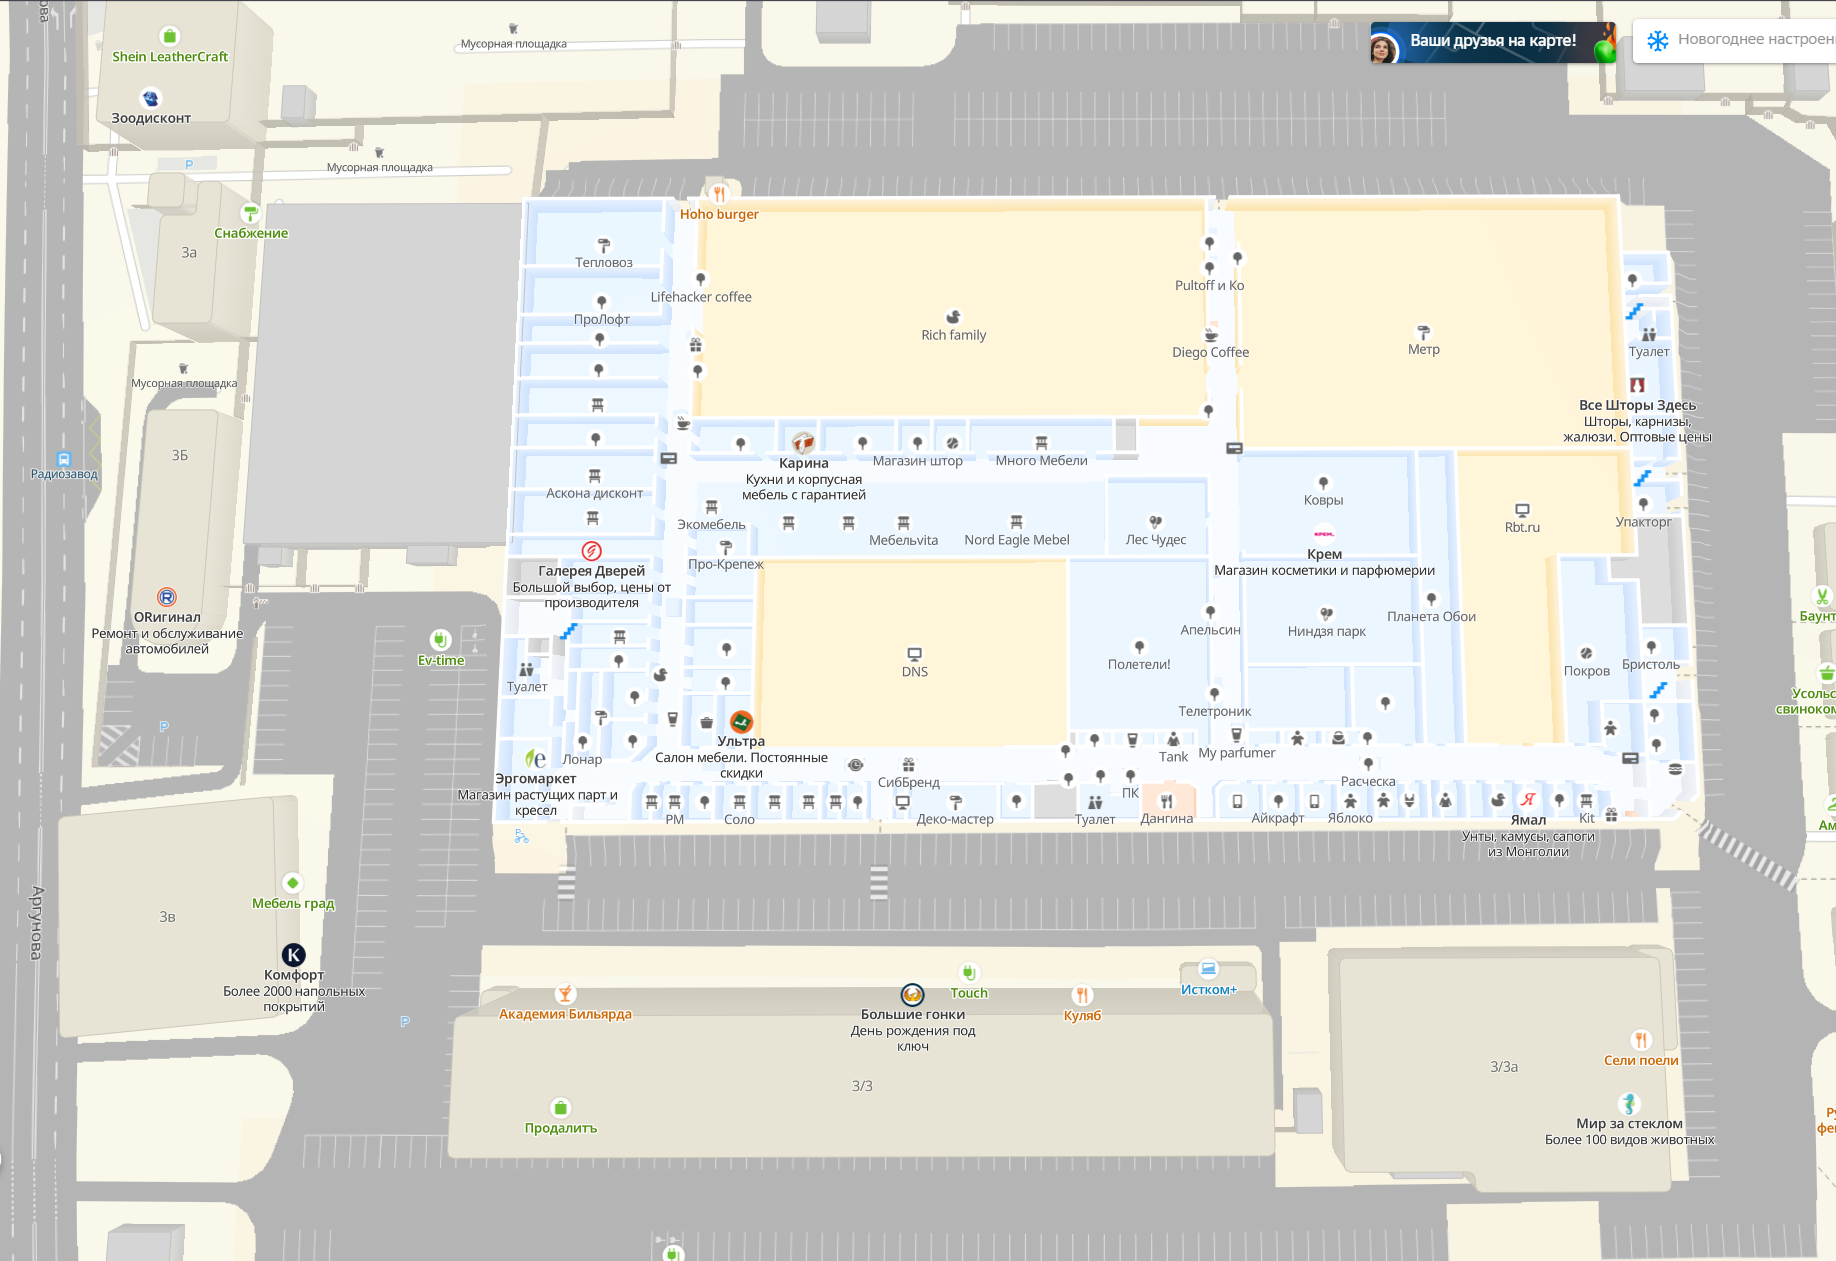 ова
Shein LeatherCraft
Зоодисконт
Мусорная площадка
Ваши друзья на карте!
Новогоднее настроен
P
Мусорная площадка
Снабжение
3а
Hoho burger
Тепловоз
Lifehacker coffee
ПроЛофт
Rich family
Pultoff и Ко
Diego Coffee
Метр
Туалет
Мусорная площадка
Все Шторы Здесь
Шторы, карнизы,
жалюзи. Оптовые цены
3Б
Радиозавод
Карина
Кухни и корпусная
мебель с гарантией
Магазин штор
Много Мебели
Аскона дисконт
Экомебель
Мебельvita
Nord Eagle Mebel
Лес Чудес
Ковры
КРЕМ
Крем
Магазин косметики и парфюмерии
Rbt.ru
Упакторг
Про-Крепеж
Галерея Дверей
Большой выбор, цены от
производителя
ORигинал
Ремонт и обслуживание
автомобилей
Ev-time
Туалет
DNS
Апельсин
Полетели!
Ниндзя парк
Планета Обои
Покров
Бристоль
Баунт
Усольс
свиноком
P
Телетроник
Ультра
Салон мебели. Постоянные
скидки
Лонар
Эргомаркет
Магазин растущих парт и
кресел
СибБренд
Tank
My parfumer
Расческа
ПК
РМ
Соло
Деко-мастер
Туалет
Дангина
Айкрафт
Яблоко
Я
Ямал
Унты, камусы, сапоги
из Монголии
Kit
Ам
Аргунова
Мебель град
3в
K
Комфорт
Более 2000 напольных
покрытий
P
Академия Бильярда
Большие гонки
День рождения под
ключ
Touch
Куляб
Истком+
3/3
Продалитъ
3/3а
Сели поели
Мир за стеклом
Более 100 видов животных
Ру
фе